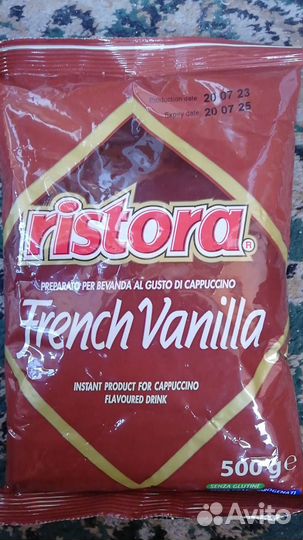 Production date 20 07 23
Expiry date 20 07 25
ristora®
PREPARATO PER BEVANDA AL GUSTO DI CAPPUCCINO
French Vanilla
INSTANT PRODUCT FOR CAPPUCCINO
FLAVOURED DRINK
500 g e
SENZA GLUTINE
Avito